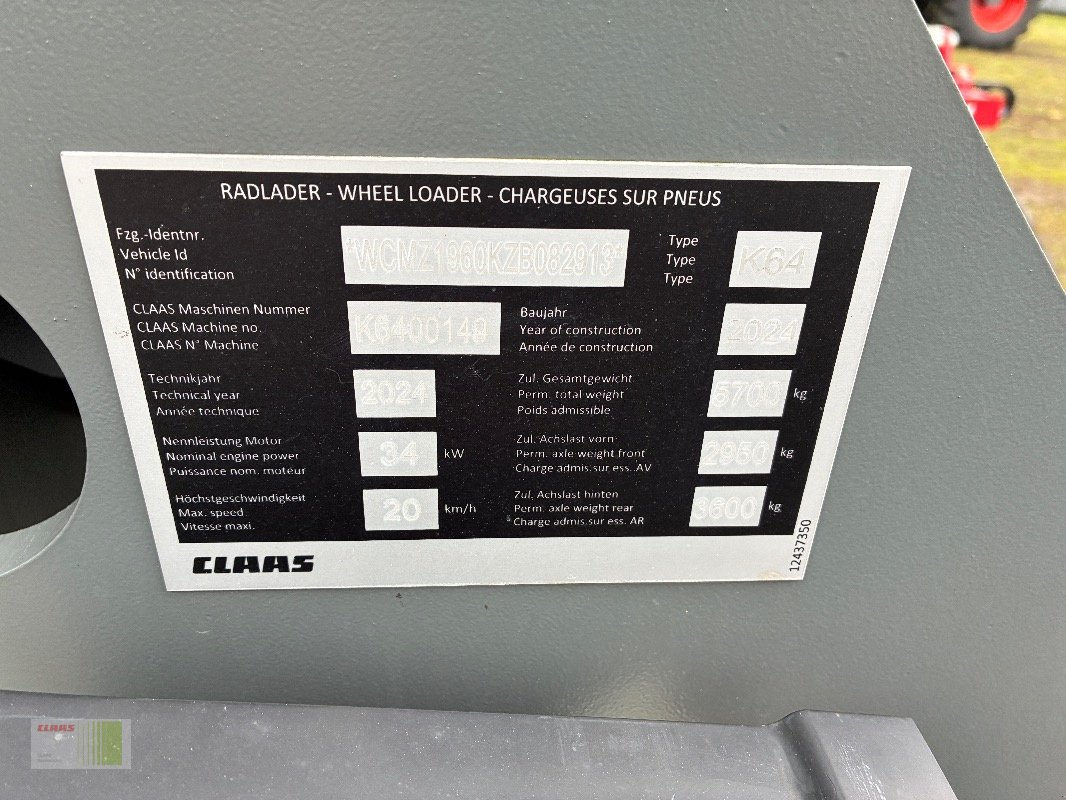 RADLADER - WHEEL LOADER - CHARGEUSES SUR PNEUS
Fzg.-Identnr.
Vehicle Id
N° identification
*WCMZ1960KZB082913*
Type
Type
Type
K64
CLAAS Maschinen Nummer
CLAAS Machine no.
CLAAS N° Machine
K6400149
Baujahr
Year of construction
Année de construction
2024
Technikjahr
Technical year
Année technique
2024
Zul. Gesamtgewicht
Perm. total weight
Poids admissible
5700 kg
Nennleistung Motor
Nominal engine power
Puissance nom. moteur
34 kW
Zul. Achslast vorn
Perm. axle weight front
Charge admis.sur ess. AV
2950 kg
Höchstgeschwindigkeit
Max. speed
Vitesse maxi.
20 km/h
Zul. Achslast hinten
Perm. axle weight rear
Charge admis.sur ess. AR
3600 kg
CLAAS
12437350
CLAAS